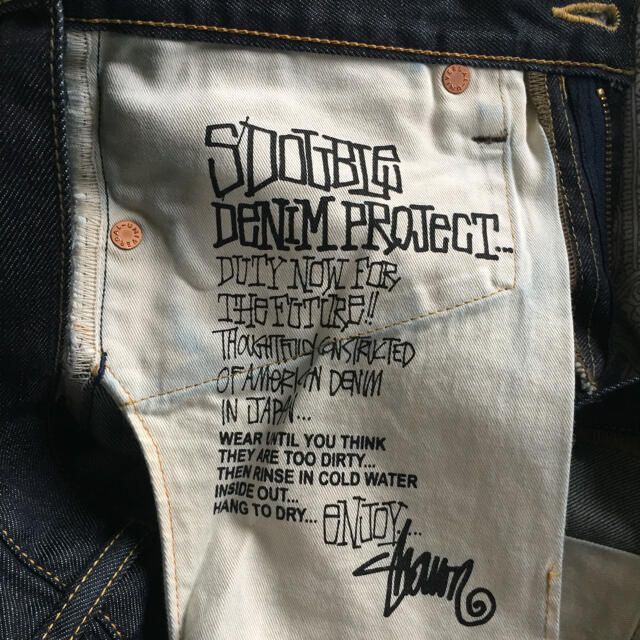 S'DOUBLE
DENIM PROJECT...
DUTY NOW FOR
THE FUTURE!!
THOUGHTFULLY CONSTRUCTED
OF AMERICAN DENIM
IN JAPAN...
WEAR UNTIL YOU THINK
THEY ARE TOO DIRTY...
THEN RINSE IN COLD WATER
INSIDE OUT...
HANG TO DRY... ENJOY...
Shawn